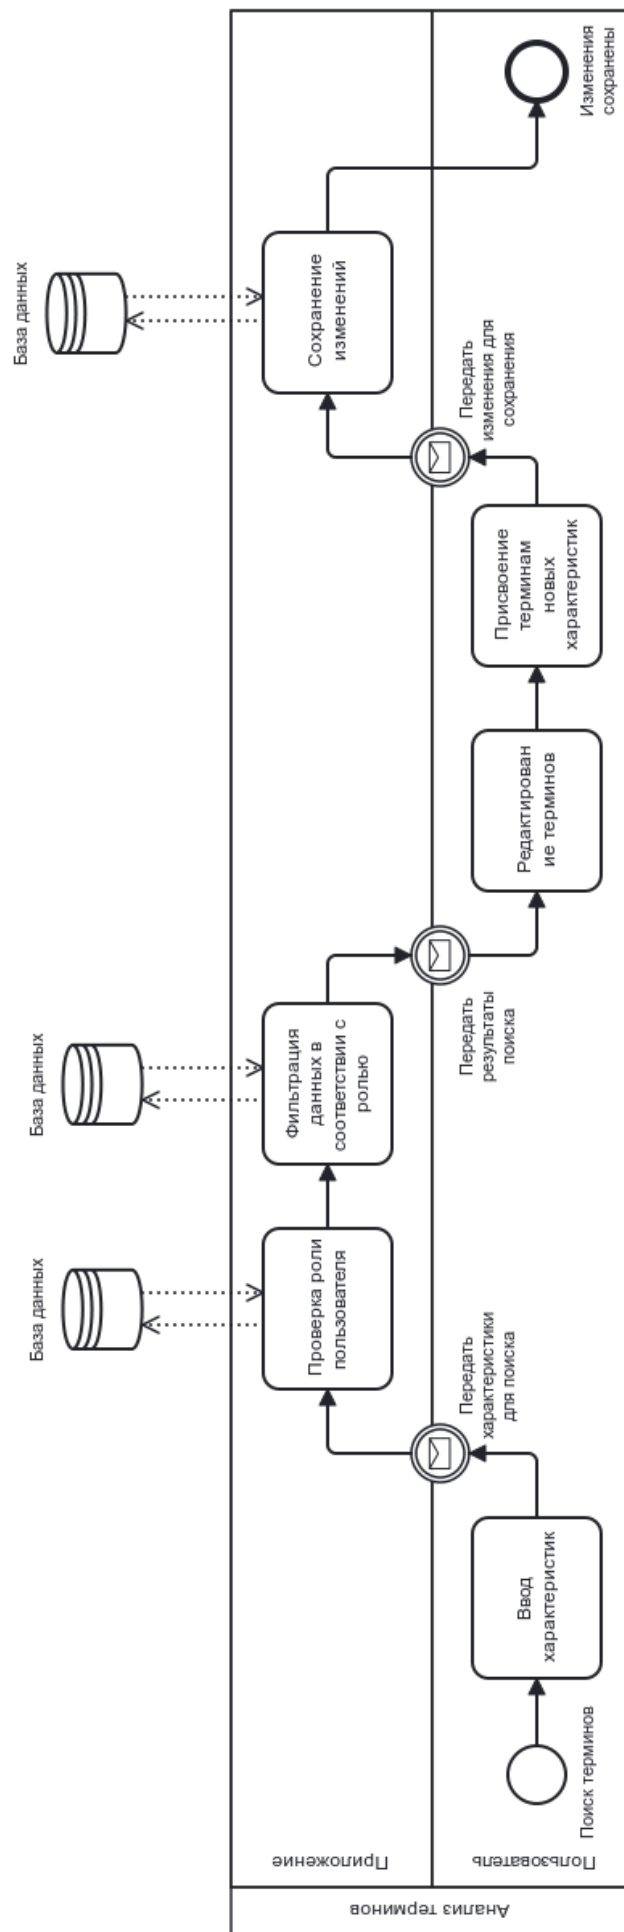 Анализ терминов
Приложение
Пользователь
Поиск терминов
Ввод
характеристик
Передать
характеристики
для поиска
База данных
Проверка роли
пользователя
База данных
Фильтрация
данных в
соответствии с
ролью
Передать
результаты
поиска
Редактирован
ие терминов
Присвоение
терминам
новых
характеристик
Передать
изменения для
сохранения
База данных
Сохранение
изменений
Изменения
сохранены